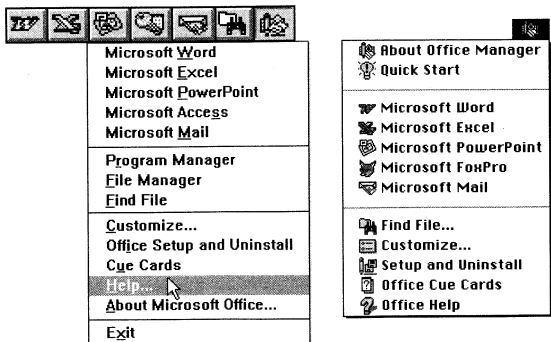 Microsoft Word
Microsoft Excel
Microsoft PowerPoint
Microsoft Access
Microsoft Mail
Program Manager
File Manager
Find File
Customize...
Office Setup and Uninstall
Cue Cards
Help...
About Microsoft Office...
Exit
About Office Manager
Quick Start
Microsoft Word
Microsoft Excel
Microsoft PowerPoint
Microsoft FoxPro
Microsoft Mail
Find File...
Customize...
Setup and Uninstall
Office Cue Cards
Office Help